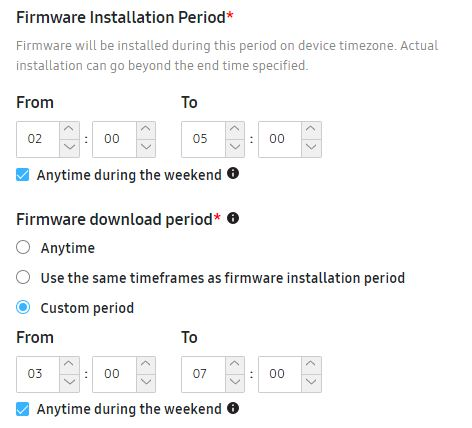 Firmware Installation Period*
Firmware will be installed during this period on device timezone. Actual
installation can go beyond the end time specified.
From To
02 : 00 05 : 00
Anytime during the weekend
Firmware download period*
Anytime
Use the same timeframes as firmware installation period
Custom period
From To
03 : 00 07 : 00
Anytime during the weekend